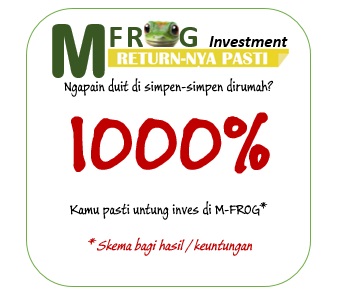 M FROG Investment
RETURN-NYA PASTI
Ngapain duit di simpen-simpen dirumah?
1000%
Kamu pasti untung inves di M-FROG*
* Skema bagi hasil / keuntungan